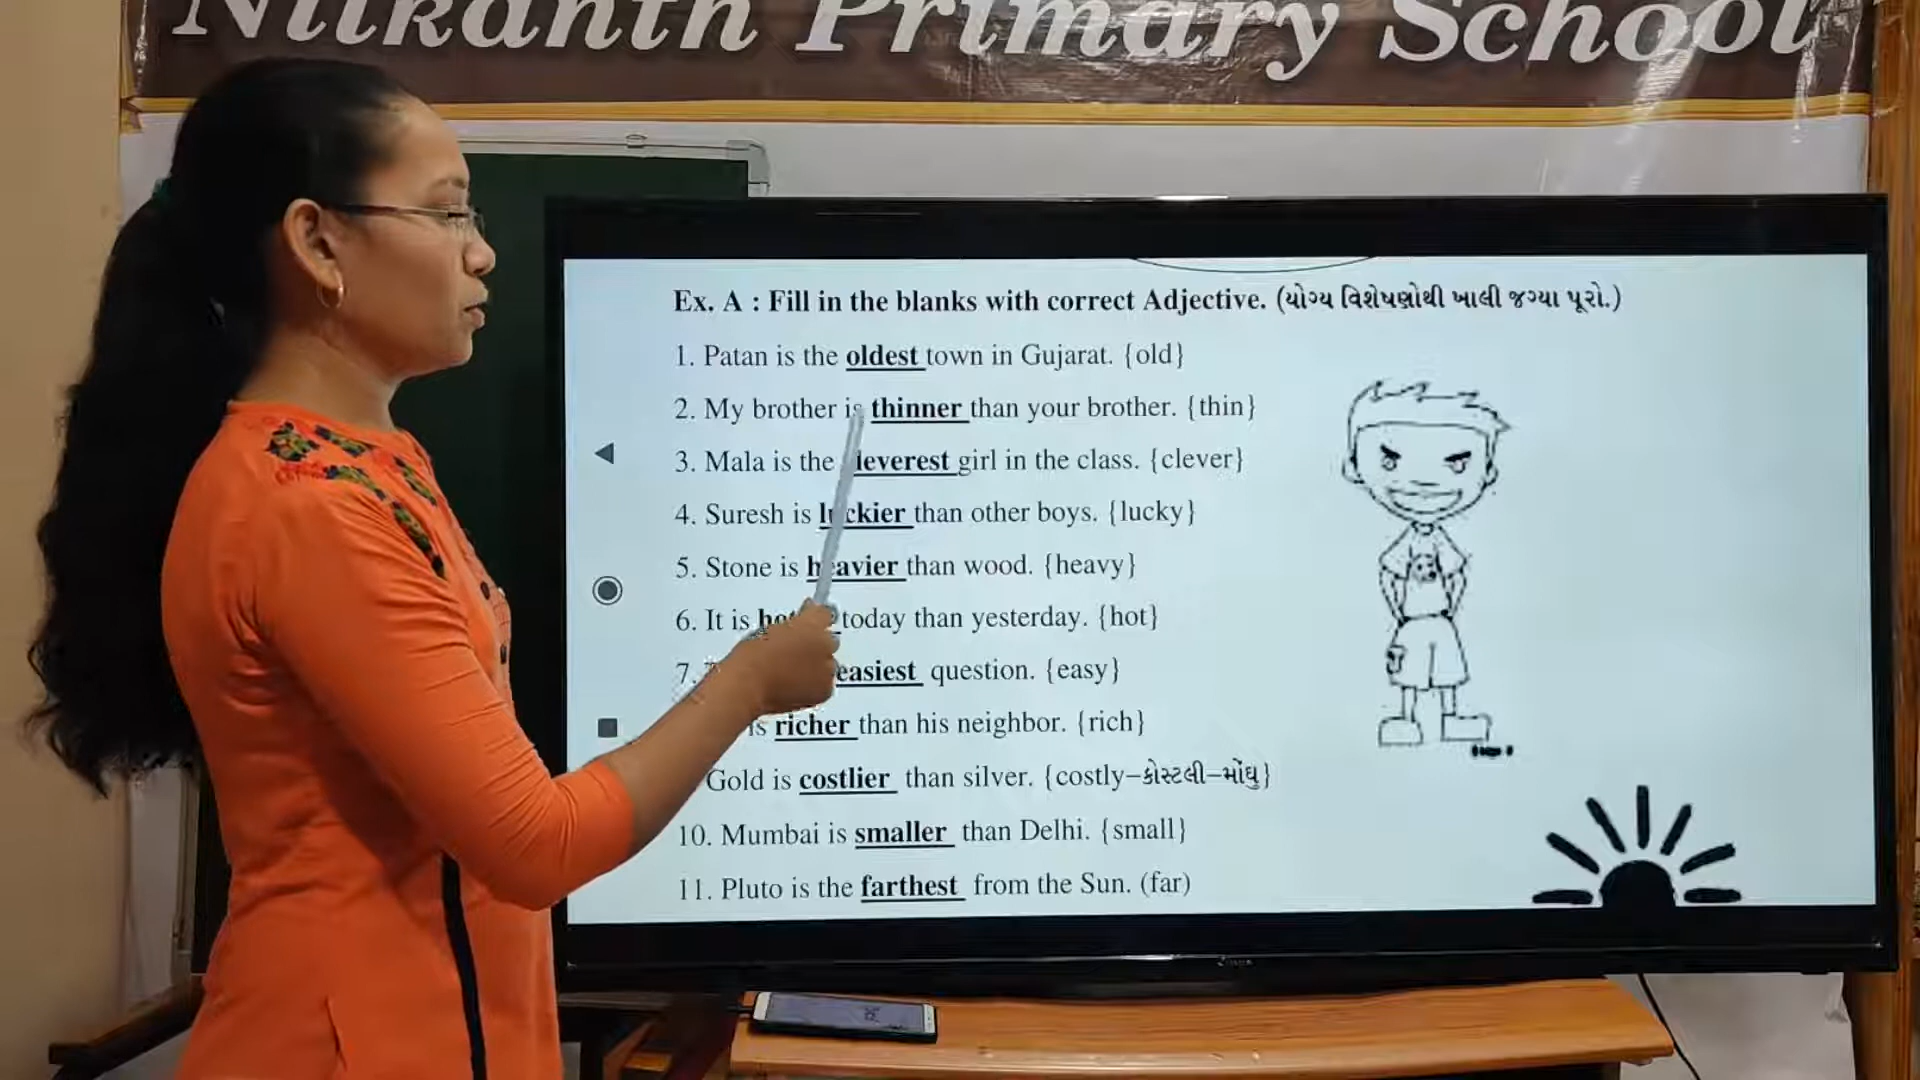 Nilkanth Primary School
Ex. A : Fill in the blanks with correct Adjective. (યોગ્ય વિશેષણોથી ખાલી જગ્યા પૂરો.)
1. Patan is the oldest town in Gujarat. {old}
2. My brother is thinner than your brother. {thin}
3. Mala is the leverest girl in the class. {clever}
4. Suresh is luckier than other boys. {lucky}
5. Stone is heavier than wood. {heavy}
6. It is today than yesterday. {hot}
7. easiest question. {easy}
is richer than his neighbor. {rich}
Gold is costlier than silver. {costly–કોસ્ટલી–મોંઘુ}
10. Mumbai is smaller than Delhi. {small}
11. Pluto is the farthest from the Sun. (far)